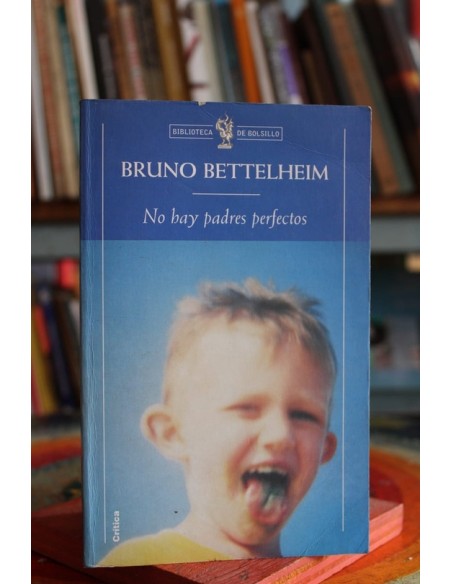 BIBLIOTECA DE BOLSILLO
BRUNO BETTELHEIM
No hay padres perfectos
Crítica